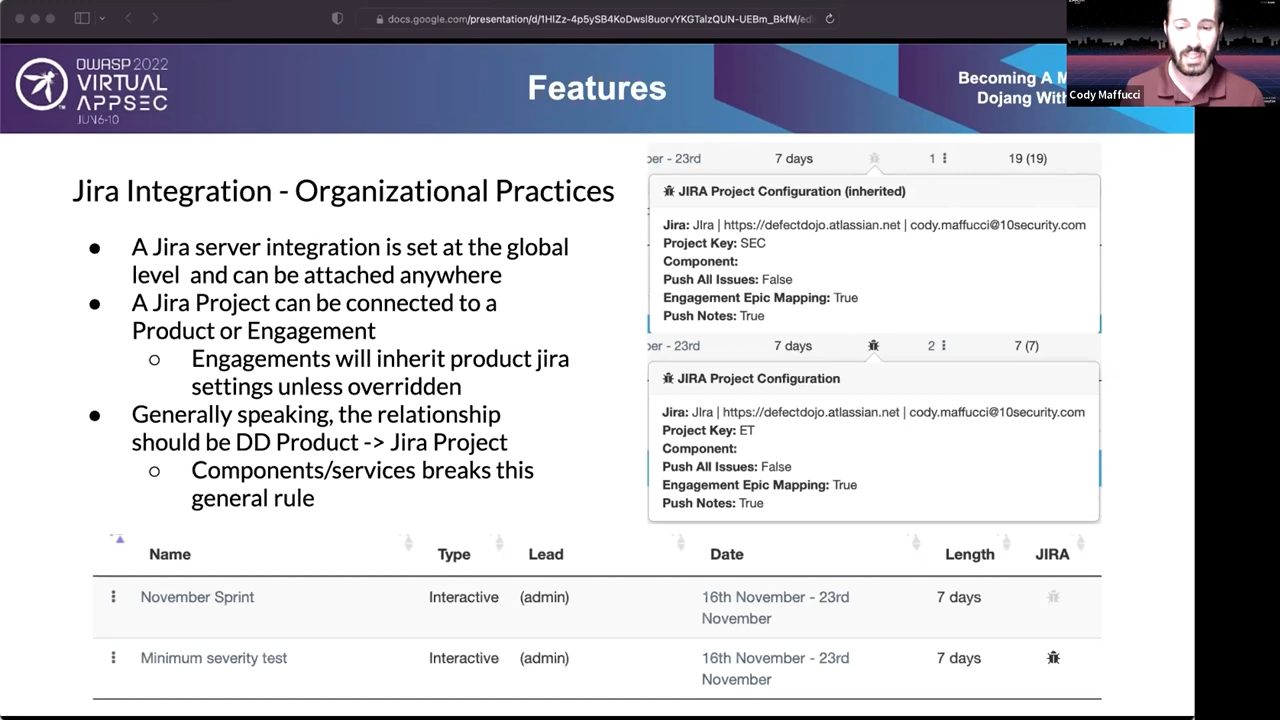 docs.google.com/presentation/d/1HIZz-4p5ySB4KoDwsl8uorvYKGTalzQUN-UEBm_BkfM/ed
OWASP 2022
VIRTUAL
APPSEC
JUN 6-10
Features
Becoming A M
Dojang With
Cody Maffucci
Jira Integration - Organizational Practices
● A Jira server integration is set at the global
level and can be attached anywhere
● A Jira Project can be connected to a
Product or Engagement
○ Engagements will inherit product jira
settings unless overridden
● Generally speaking, the relationship
should be DD Product -> Jira Project
○ Components/services breaks this
general rule
ber - 23rd 7 days 1 19 (19)
JIRA Project Configuration (inherited)
Jira: JIra | https://defectdojo.atlassian.net | cody.maffucci@10security.com
Project Key: SEC
Component:
Push All Issues: False
Engagement Epic Mapping: True
Push Notes: True
ber - 23rd 7 days 2 7 (7)
JIRA Project Configuration
Jira: JIra | https://defectdojo.atlassian.net | cody.maffucci@10security.com
Project Key: ET
Component:
Push All Issues: False
Engagement Epic Mapping: True
Push Notes: True
Name Type Lead Date Length JIRA
November Sprint Interactive (admin) 16th November - 23rd 7 days
November
Minimum severity test Interactive (admin) 16th November - 23rd 7 days
November